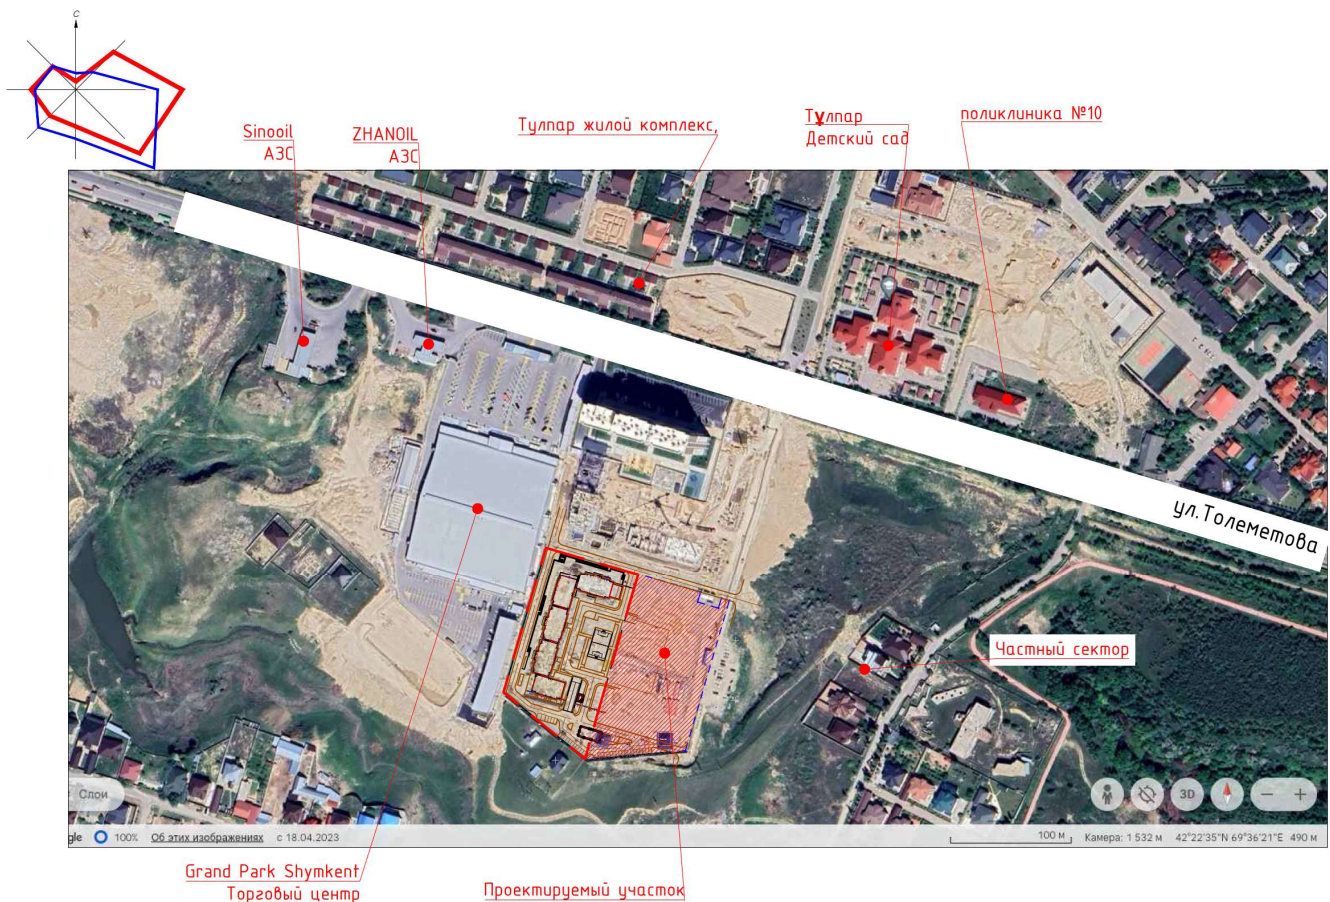 С
Sinooil
АЗС
ZHANOIL
АЗС
Тулпар жилой комплекс,
Тұлпар
Детский сад
поликлиника №10
ул.Толеметова
Частный сектор
Слои
3D
gle 100% Об этих изображениях с 18.04.2023
100 м Камера: 1 532 м 42°22'35"N 69°36'21"E 490 м
Grand Park Shymkent
Торговый центр
Проектируемый участок